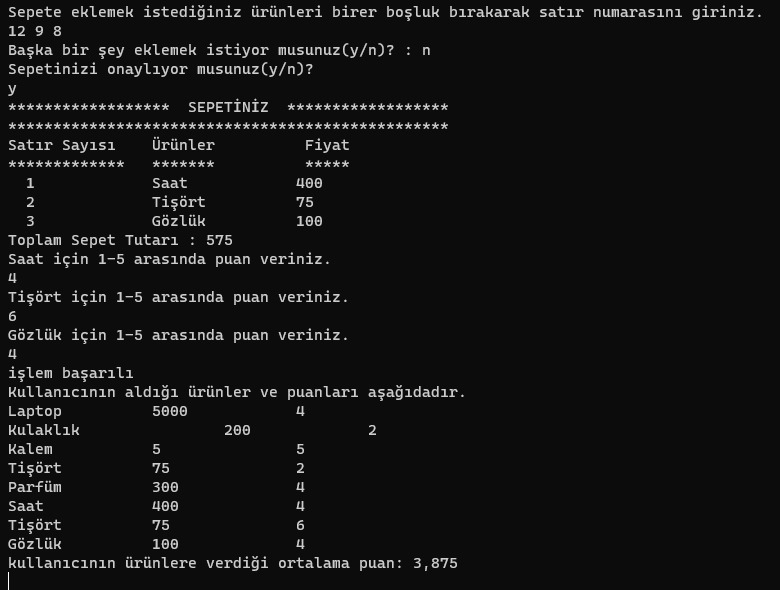 Sepete eklemek istediğiniz ürünleri birer boşluk bırakarak satır numarasını giriniz.
12 9 8
Başka bir şey eklemek istiyor musunuz(y/n)? : n
Sepetinizi onaylıyor musunuz(y/n)?
y
****************** SEPETİNİZ ******************
*************************************************
Satır Sayısı Ürünler Fiyat
************* ******* *****
1 Saat 400
2 Tişört 75
3 Gözlük 100
Toplam Sepet Tutarı : 575
Saat için 1-5 arasında puan veriniz.
4
Tişört için 1-5 arasında puan veriniz.
6
Gözlük için 1-5 arasında puan veriniz.
4
işlem başarılı
Kullanıcının aldığı ürünler ve puanları aşağıdadır.
Laptop 5000 4
Kulaklık 200 2
Kalem 5 5
Tişört 75 2
Parfüm 300 4
Saat 400 4
Tişört 75 6
Gözlük 100 4
kullanıcının ürünlere verdiği ortalama puan: 3,875